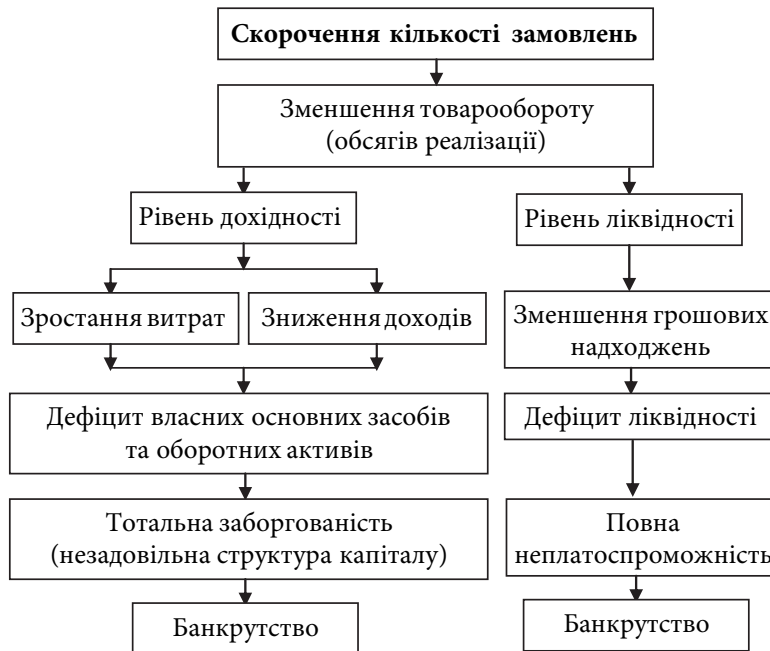 Скорочення кількості замовлень
Зменшення товарообороту
(обсягів реалізації)
Рівень дохідності
Рівень ліквідності
Зростання витрат
Зниження доходів
Зменшення грошових
надходжень
Дефіцит власних основних засобів
та оборотних активів
Дефіцит ліквідності
Тотальна заборгованість
(незадовільна структура капіталу)
Повна
неплатоспроможність
Банкрутство
Банкрутство